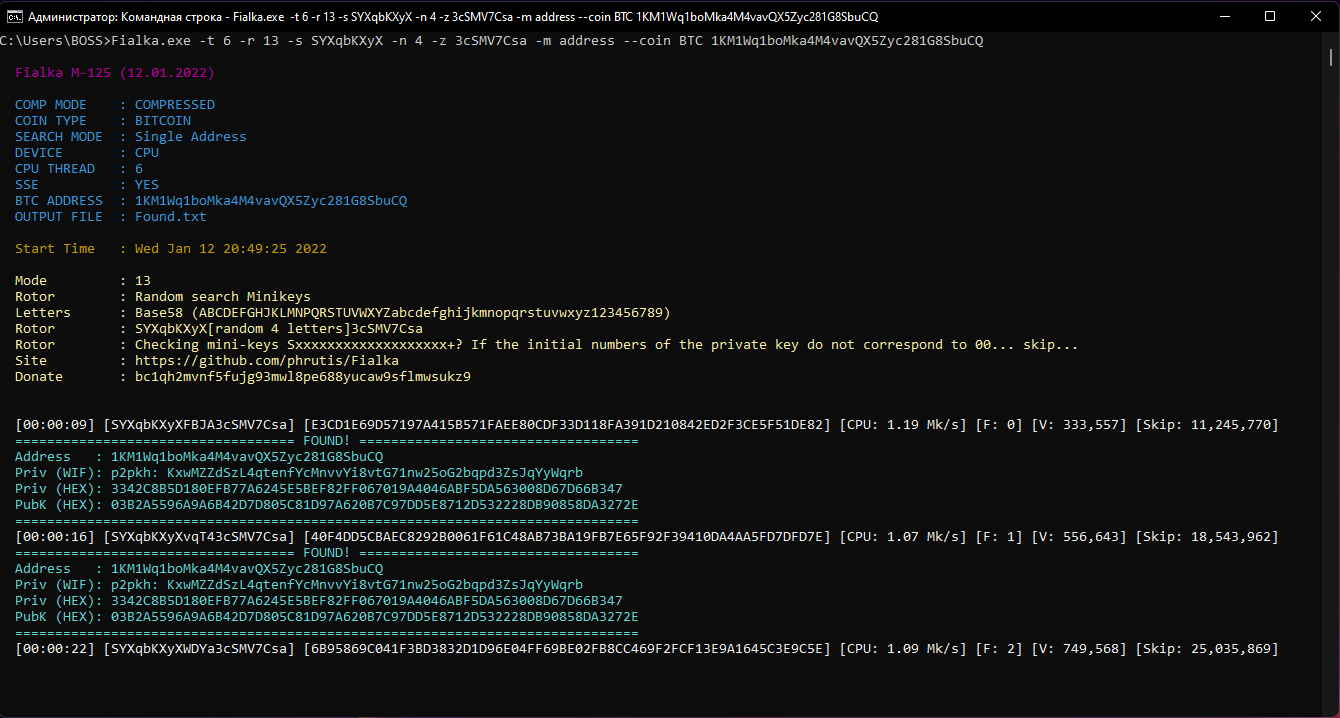 Администратор: Командная строка - Fialka.exe -t 6 -r 13 -s SYXqbKXyX -n 4 -z 3cSMV7Csa -m address --coin BTC 1KM1Wq1boMka4M4vavQX5Zyc281G8SbuCQ
C:\Users\BOSS>Fialka.exe -t 6 -r 13 -s SYXqbKXyX -n 4 -z 3cSMV7Csa -m address --coin BTC 1KM1Wq1boMka4M4vavQX5Zyc281G8SbuCQ
Fialka M-125 (12.01.2022)
COMP MODE : COMPRESSED
COIN TYPE : BITCOIN
SEARCH MODE : Single Address
DEVICE : CPU
CPU THREAD : 6
SSE : YES
BTC ADDRESS : 1KM1Wq1boMka4M4vavQX5Zyc281G8SbuCQ
OUTPUT FILE : Found.txt
Start Time : Wed Jan 12 20:49:25 2022
Mode : 13
Rotor : Random search Minikeys
Letters : Base58 (ABCDEFGHJKLMNPQRSTUVWXYZabcdefghijkmnopqrstuvwxyz123456789)
Rotor : SYXqbKXyX[random 4 letters]3cSMV7Csa
Rotor : Checking mini-keys Sxxxxxxxxxxxxxxxxxxxxx+? If the initial numbers of the private key do not correspond to 00... skip...
Site : https://github.com/phrutis/Fialka
Donate : bc1qh2mvnf5fujg93mwl8pe688yucaw9sflmwsukz9
[00:00:09] [SYXqbKXyXFBJA3cSMV7Csa] [E3CD1E69D57197A415B571FAEE80CDF33D118FA391D210842ED2F3CE5F51DE82] [CPU: 1.19 Mk/s] [F: 0] [V: 333,557] [Skip: 11,245,770]
=================================== FOUND! ===================================
Address : 1KM1Wq1boMka4M4vavQX5Zyc281G8SbuCQ
Priv (WIF): p2pkh: KxwMZZdSzL4qtenfYcMnvvYi8vtG71nw25oG2bqpd3ZsJqYyWqrb
Priv (HEX): 3342C8B5D180EFB77A6245E5BEF82FF067019A4046ABF5DA563008D67D66B347
PubK (HEX): 03B2A5596A9A6B42D7D805C81D97A620B7C97DD5E8712D532228DB90858DA3272E
==============================================================================
[00:00:16] [SYXqbKXyXvqT43cSMV7Csa] [40F4DD5CBAEC8292B0061F61C48AB73BA19FB7E65F92F39410DA4AA5FD7DFD7E] [CPU: 1.07 Mk/s] [F: 1] [V: 556,643] [Skip: 18,543,962]
=================================== FOUND! ===================================
Address : 1KM1Wq1boMka4M4vavQX5Zyc281G8SbuCQ
Priv (WIF): p2pkh: KxwMZZdSzL4qtenfYcMnvvYi8vtG71nw25oG2bqpd3ZsJqYyWqrb
Priv (HEX): 3342C8B5D180EFB77A6245E5BEF82FF067019A4046ABF5DA563008D67D66B347
PubK (HEX): 03B2A5596A9A6B42D7D805C81D97A620B7C97DD5E8712D532228DB90858DA3272E
==============================================================================
[00:00:22] [SYXqbKXyXWDYa3cSMV7Csa] [6B95869C041F3BD3832D1D96E04FF69BE02FB8CC469F2FCF13E9A1645C3E9C5E] [CPU: 1.09 Mk/s] [F: 2] [V: 749,568] [Skip: 25,035,869]